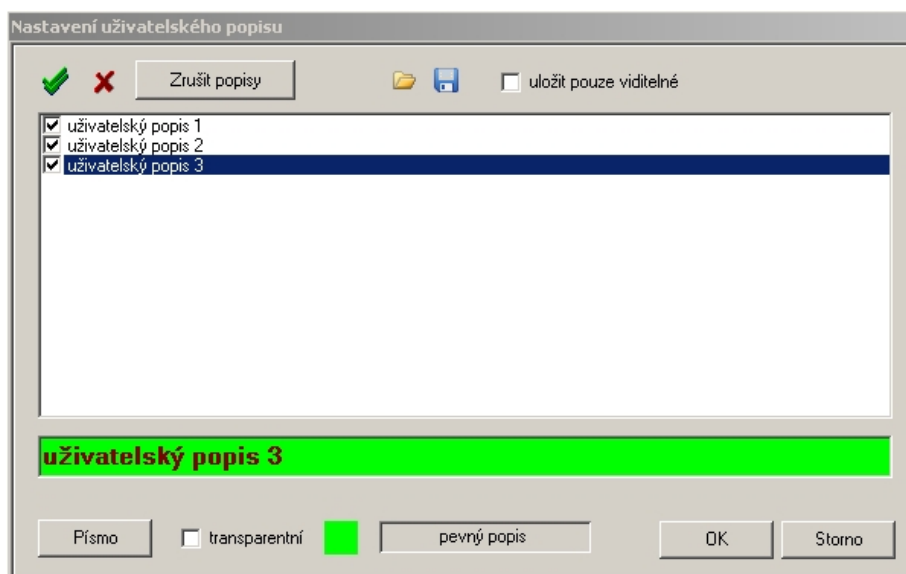 Nastavení uživatelského popisu
Zrušit popisy
uložit pouze viditelné
uživatelský popis 1
uživatelský popis 2
uživatelský popis 3
uživatelský popis 3
Písmo
transparentní
pevný popis
OK
Storno